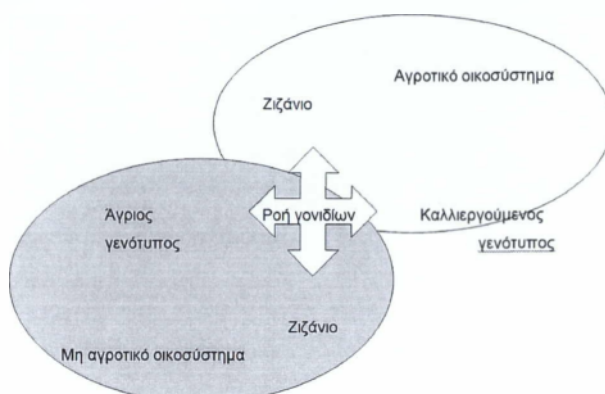 Αγροτικό οικοσύστημα
Ζιζάνιο
Άγριος
γενότυπος
Ροή γονιδίων
Καλλιεργούμενος
γενότυπος
Ζιζάνιο
Μη αγροτικό οικοσύστημα